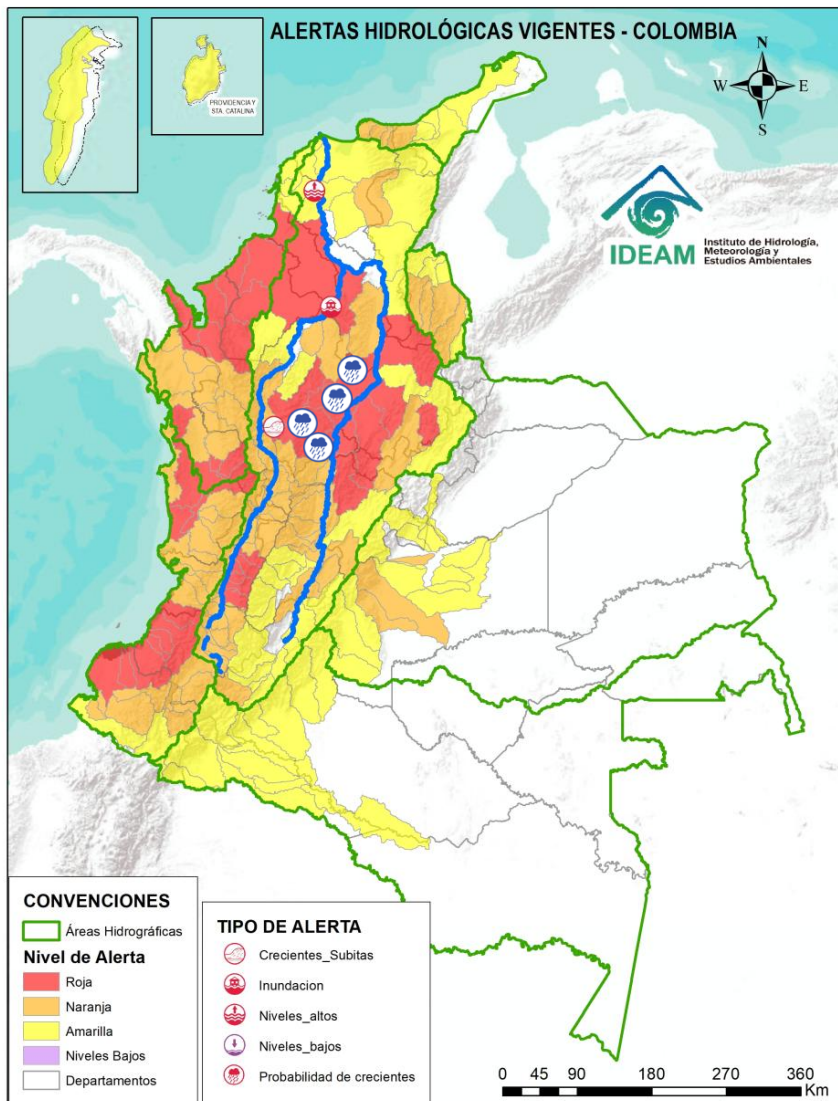 ALERTAS HIDROLÓGICAS VIGENTES - COLOMBIA
PROVIDENCIA Y
STA. CATALINA
N
W
E
S
IDEAM
Instituto de Hidrología,
Meteorología y
Estudios Ambientales
CONVENCIONES
Áreas Hidrográficas
Nivel de Alerta
Roja
Naranja
Amarilla
Niveles Bajos
Departamentos
TIPO DE ALERTA
Crecientes_Subitas
Inundacion
Niveles_altos
Niveles_bajos
Probabilidad de crecientes
0 45 90 180 270 360
Km